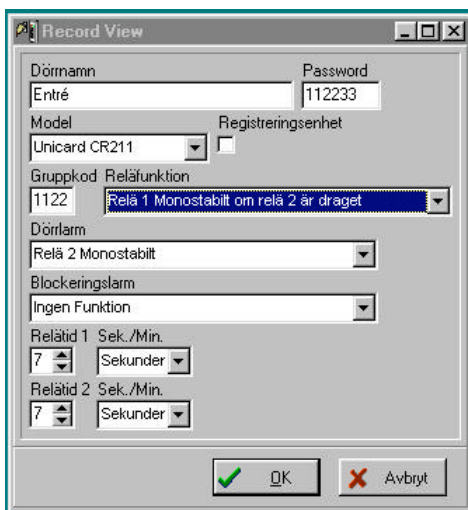 Record View
Dörrnamn Password
Entré 112233
Model Registreringsenhet
Unicard CR211
Gruppkod Reläfunktion
1122 Relä 1 Monostabilt om relä 2 är draget
Dörrlarm
Relä 2 Monostabilt
Blockeringslarm
Ingen Funktion
Relätid 1 Sek./Min.
7 Sekunder
Relätid 2 Sek./Min.
7 Sekunder
OK Avbryt